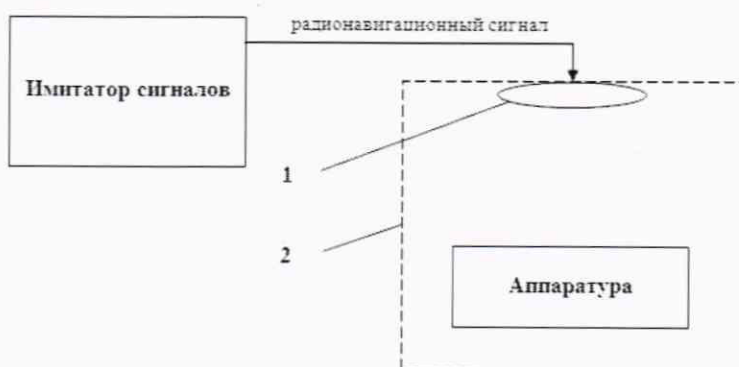 радионавигационный сигнал
Имитатор сигналов
1
2
Аппаратура